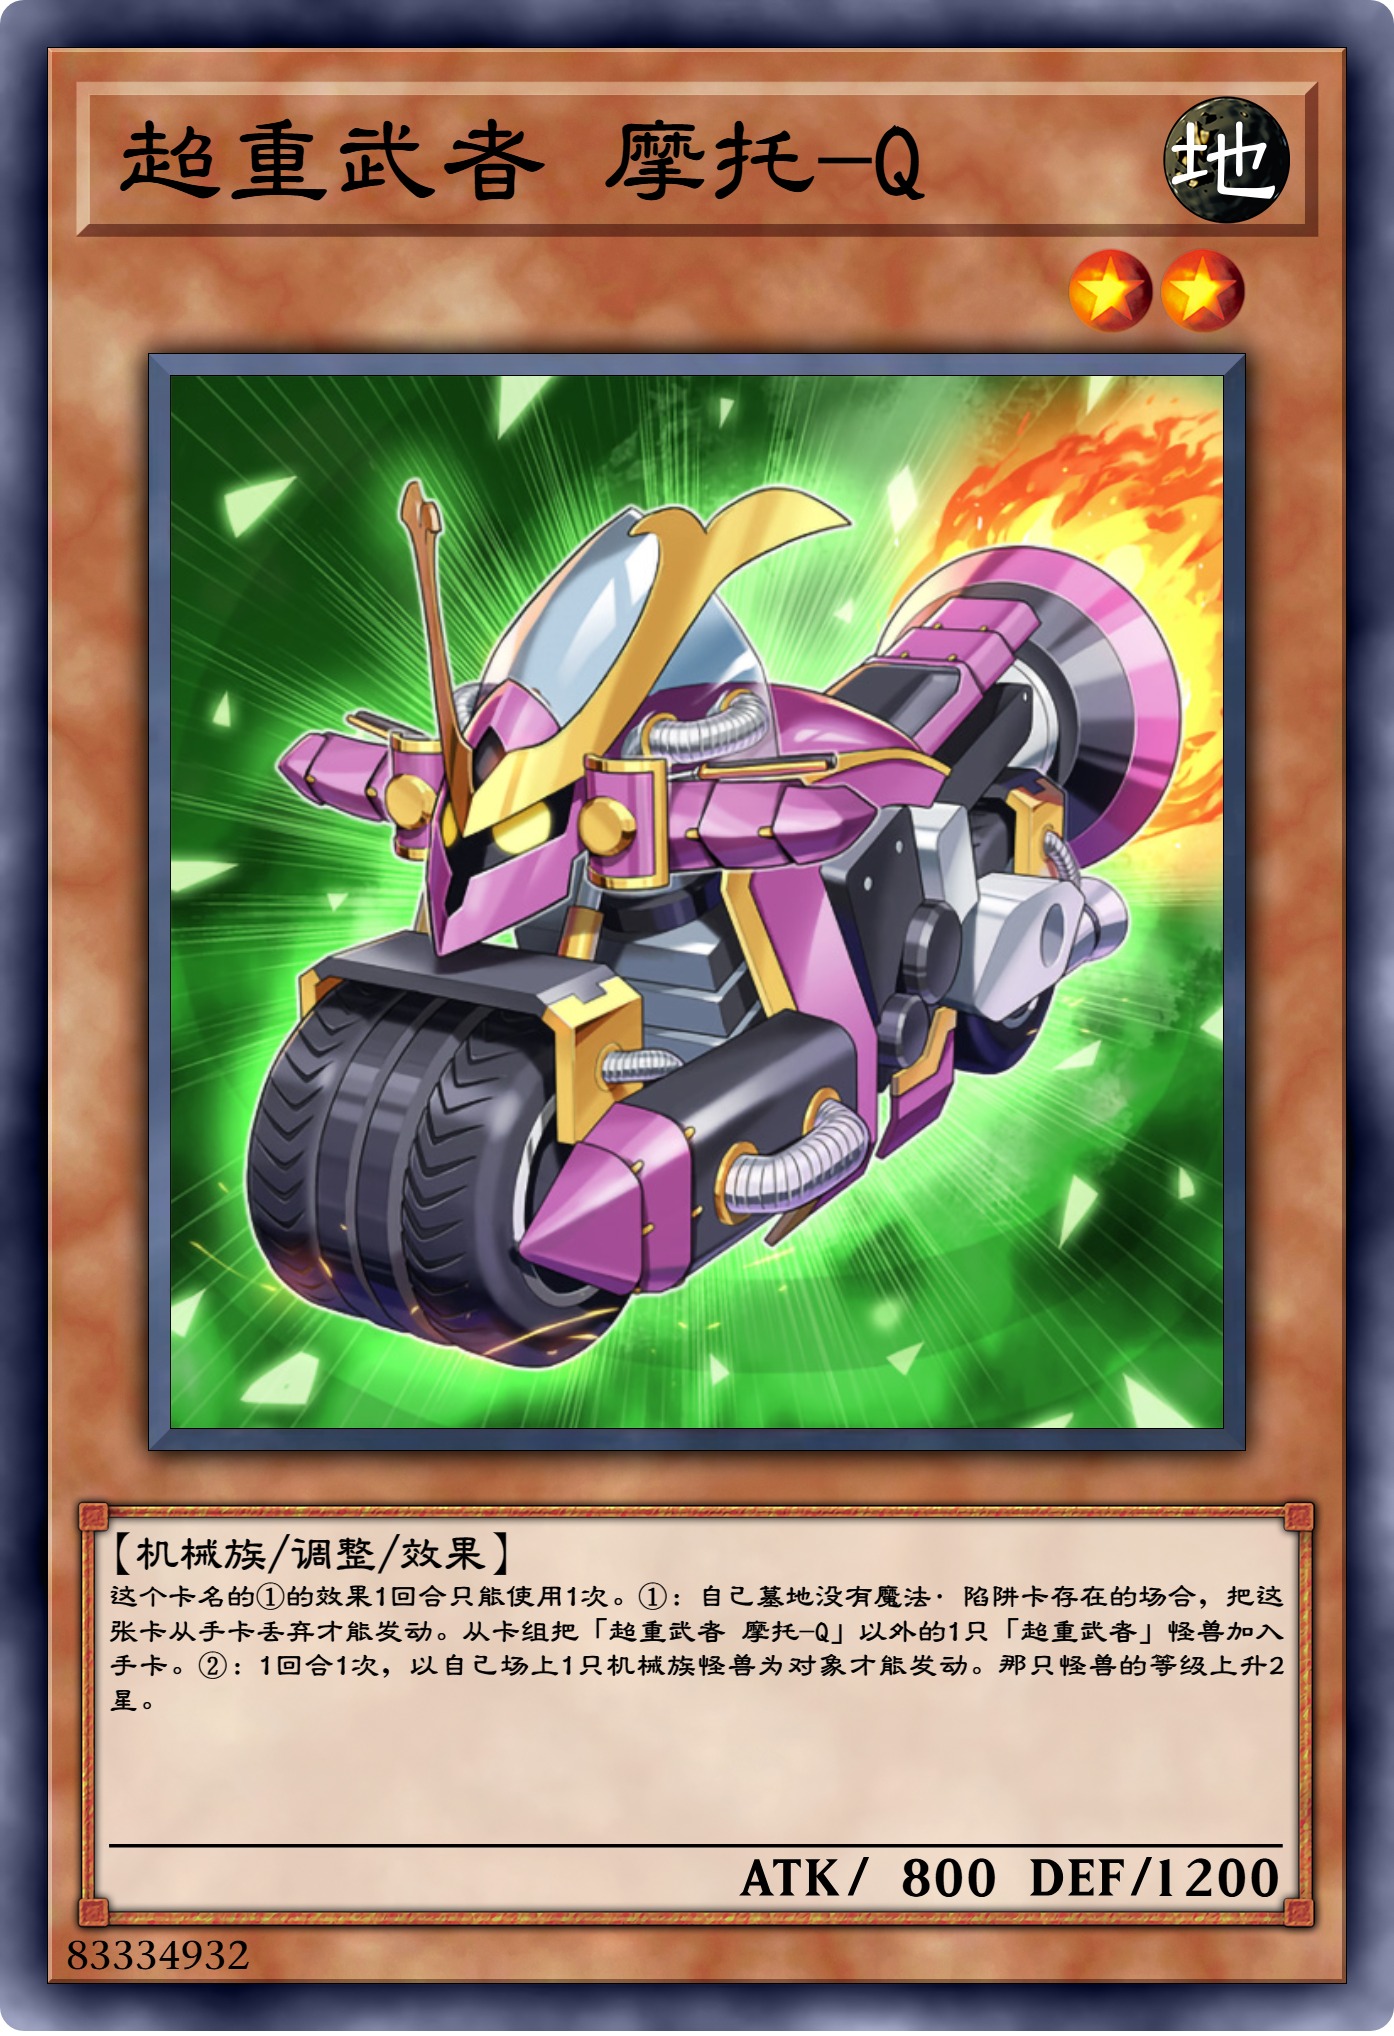 超重武者 摩托-Q
地
【机械族/调整/效果】
这个卡名的①的效果1回合只能使用1次。①：自己墓地没有魔法·陷阱卡存在的场合，把这
张卡从手卡丢弃才能发动。从卡组把「超重武者 摩托-Q」以外的1只「超重武者」怪兽加入
手卡。②：1回合1次，以自己场上1只机械族怪兽为对象才能发动。那只怪兽的等级上升2
星。
ATK/ 800 DEF/1200
83334932